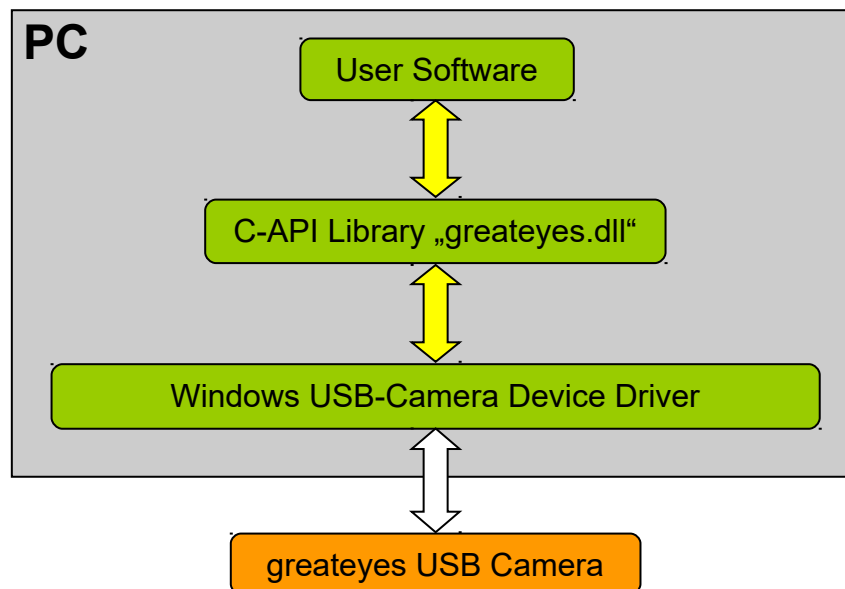 PC
User Software
C-API Library „greateyes.dll“
Windows USB-Camera Device Driver
greateyes USB Camera